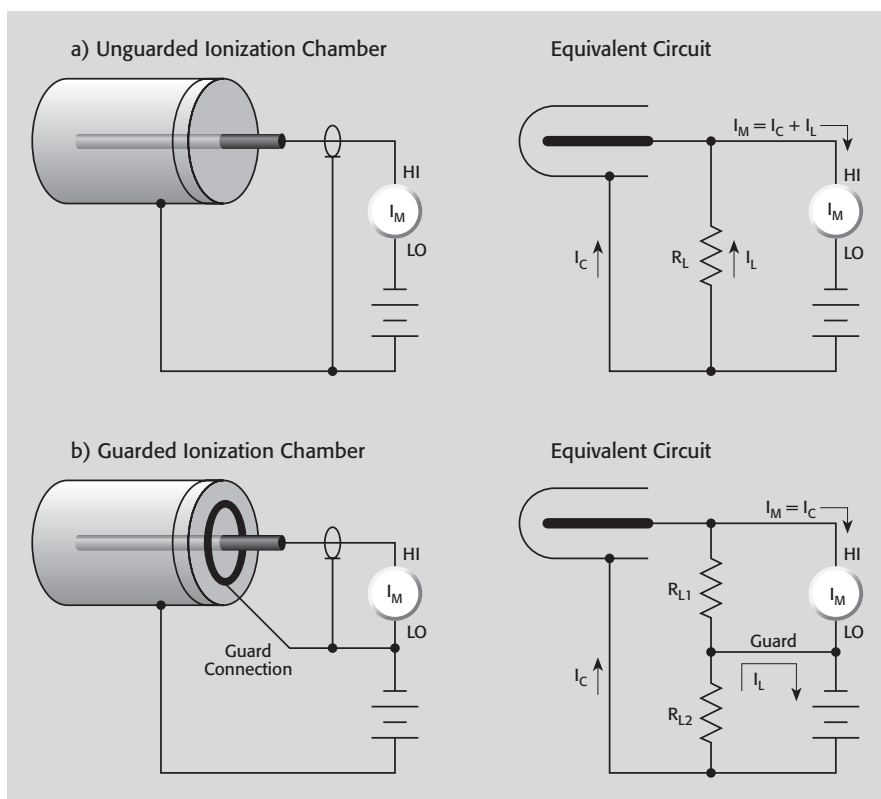 a) Unguarded Ionization Chamber
Equivalent Circuit
HI
I_M
LO
I_M = I_C + I_L
HI
I_C
R_L
I_L
I_M
LO
b) Guarded Ionization Chamber
Equivalent Circuit
HI
I_M
LO
Guard
Connection
I_M = I_C
HI
R_L1
I_M
LO
Guard
I_C
I_L
R_L2